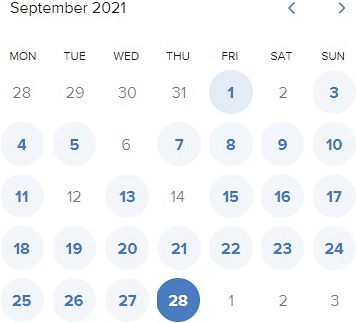 September 2021
MON TUE WED THU FRI SAT SUN
28 29 30 31 1 2 3
4 5 6 7 8 9 10
11 12 13 14 15 16 17
18 19 20 21 22 23 24
25 26 27 28 1 2 3